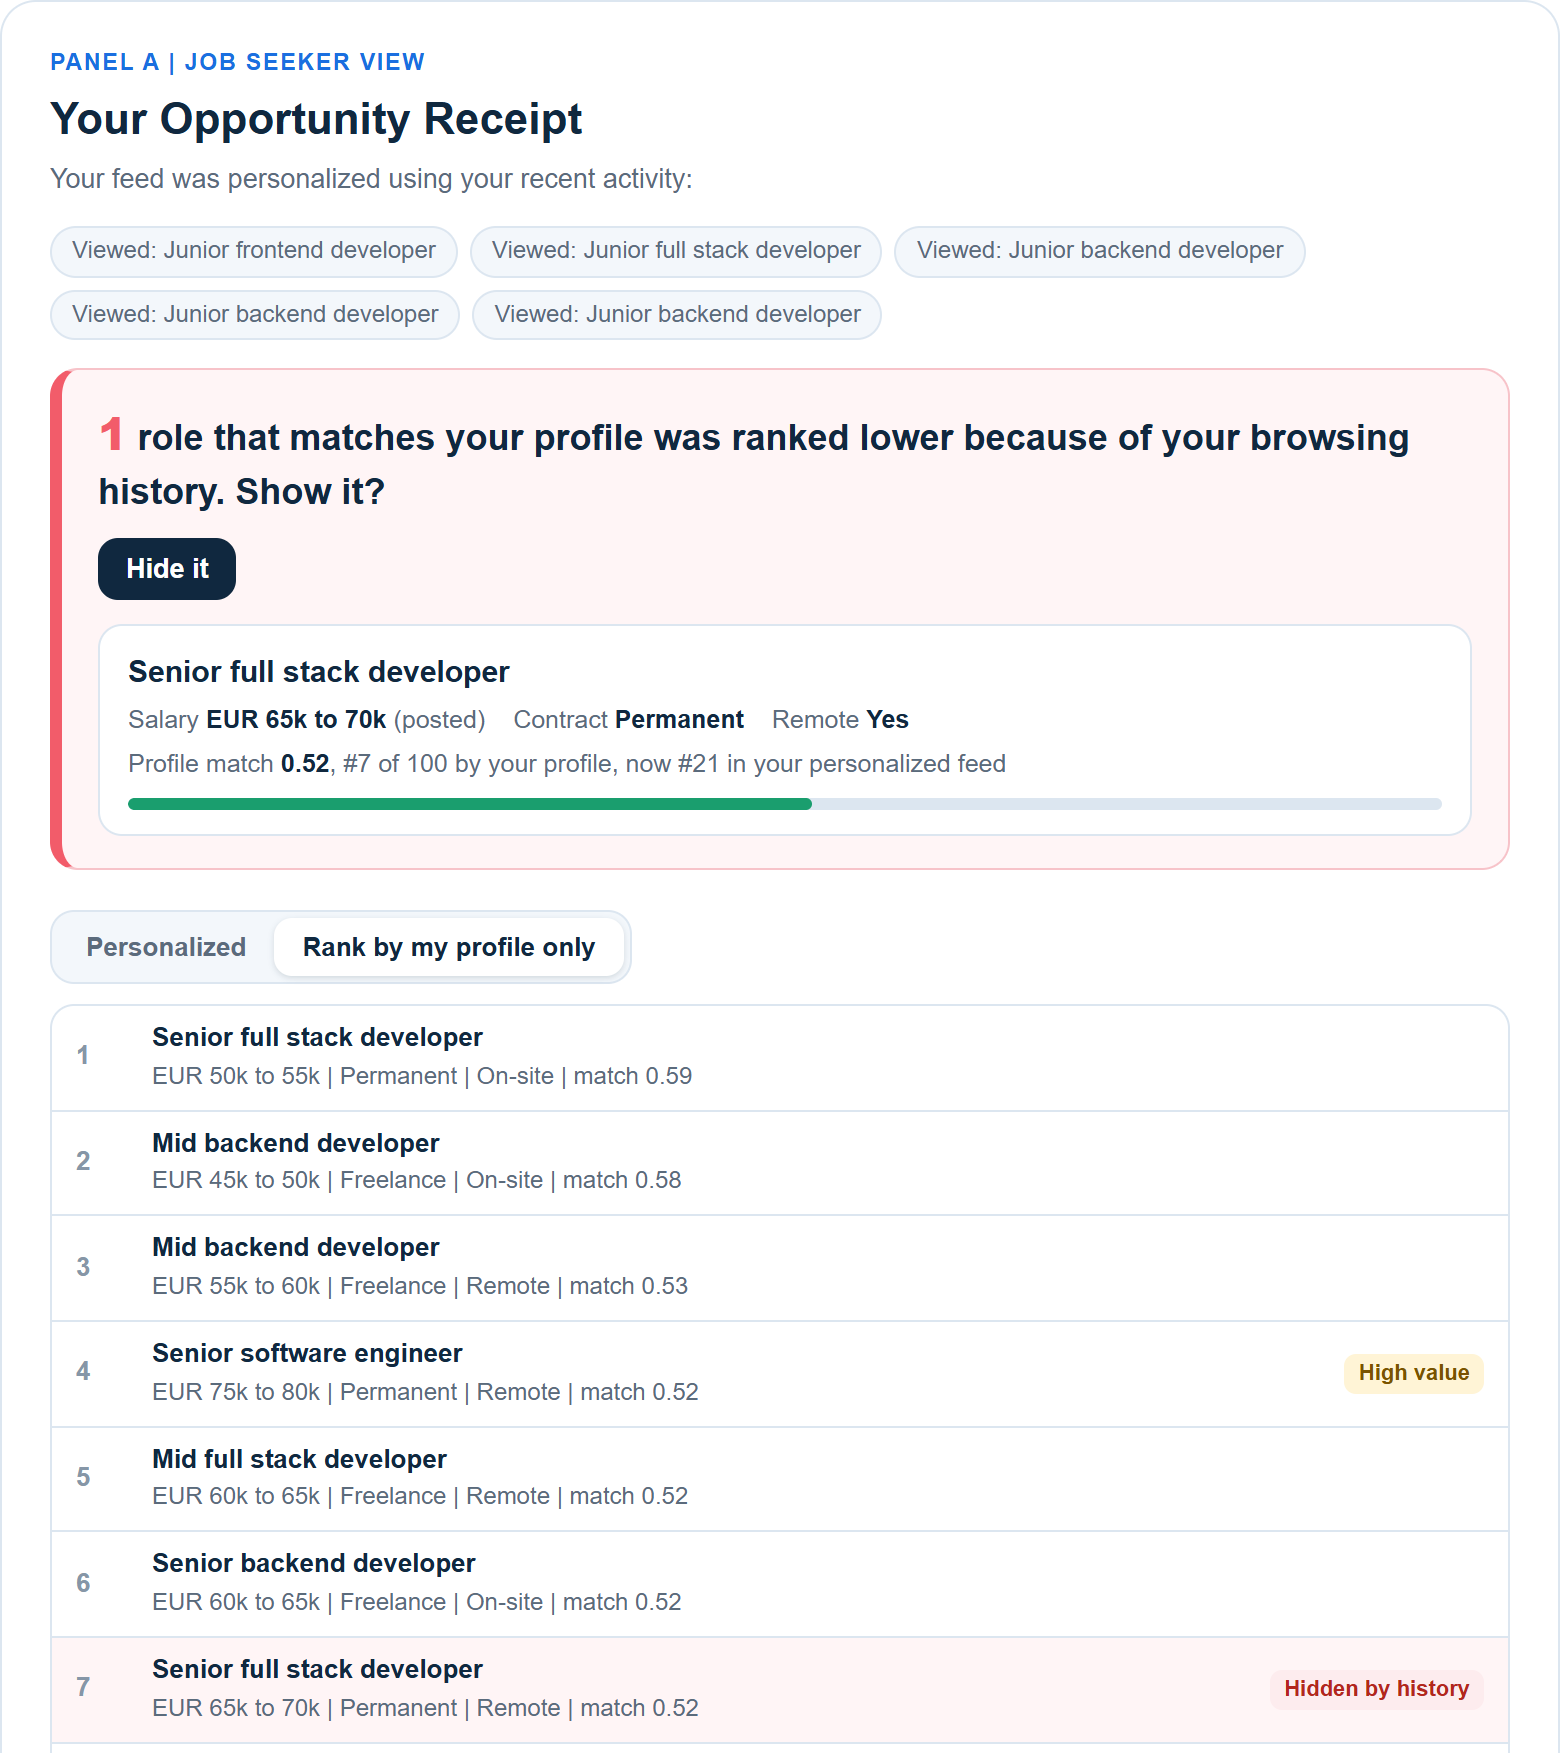 PANEL A | JOB SEEKER VIEW
Your Opportunity Receipt
Your feed was personalized using your recent activity:
Viewed: Junior frontend developer
Viewed: Junior full stack developer
Viewed: Junior backend developer
Viewed: Junior backend developer
Viewed: Junior backend developer
1 role that matches your profile was ranked lower because of your browsing
history. Show it?
Hide it
Senior full stack developer
Salary EUR 65k to 70k (posted) Contract Permanent Remote Yes
Profile match 0.52, #7 of 100 by your profile, now #21 in your personalized feed
Personalized
Rank by my profile only
1
Senior full stack developer
EUR 50k to 55k | Permanent | On-site | match 0.59
2
Mid backend developer
EUR 45k to 50k | Freelance | On-site | match 0.58
3
Mid backend developer
EUR 55k to 60k | Freelance | Remote | match 0.53
4
Senior software engineer
EUR 75k to 80k | Permanent | Remote | match 0.52
High value
5
Mid full stack developer
EUR 60k to 65k | Freelance | Remote | match 0.52
6
Senior backend developer
EUR 60k to 65k | Freelance | On-site | match 0.52
7
Senior full stack developer
EUR 65k to 70k | Permanent | Remote | match 0.52
Hidden by history